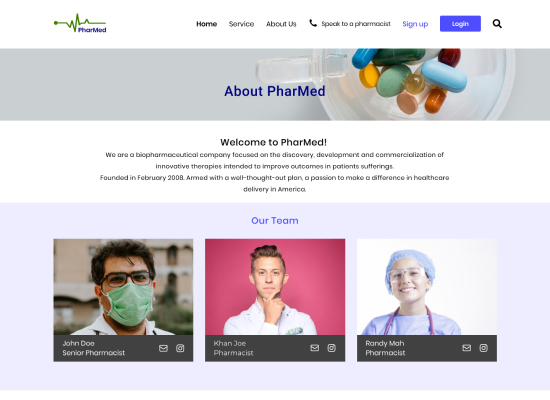 PharMed
Home Service About Us Speak to a pharmacist Sign up Login
About PharMed
Welcome to PharMed!
We are a biopharmaceutical company focused on the discovery, development and commercialization of
innovative therapies intended to improve outcomes in patients sufferings.
Founded in February 2008. Armed with a well-thought-out plan, a passion to make a difference in healthcare
delivery in America.
Our Team
John Doe
Senior Pharmacist
Khan Joe
Pharmacist
Randy Mah
Pharmacist